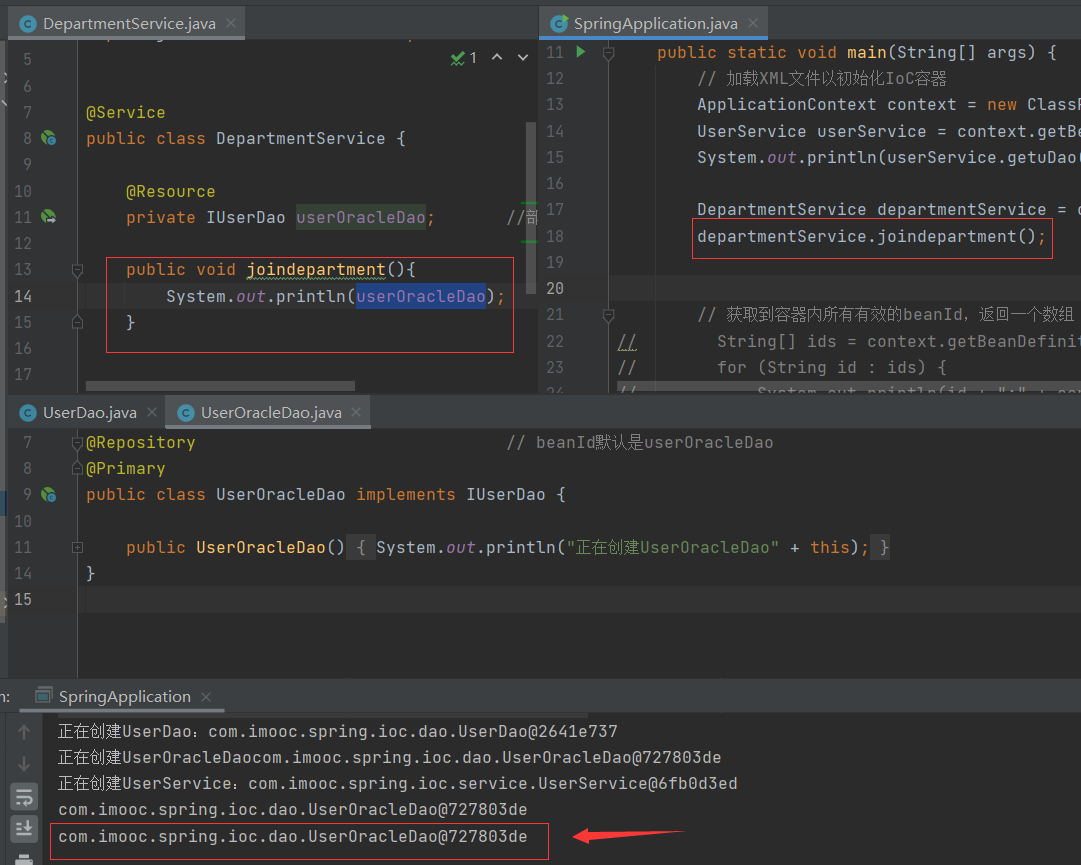 DepartmentService.java
5
1
6
7 @Service
8 public class DepartmentService {
9
10 @Resource
11 private IUserDao userOracleDao; //部
12
13 public void joindepartment(){
14 System.out.println(userOracleDao);
15 }
16
17
SpringApplication.java
11 public static void main(String[] args) {
12 // 加载XML文件以初始化IoC容器
13 ApplicationContext context = new
14 UserService userService =
15 System.out.println(userService.getuDao(
16
17 DepartmentService departmentService =
18 departmentService.joindepartment();
19
20
21 // 获取到容器内所有有效的beanId，返回一个数组
22 // String[] ids =
23 // for (String id : ids) {
UserDao.java
UserOracleDao.java
7 @Repository // beanId默认是userOracleDao
8 @Primary
9 public class UserOracleDao implements IUserDao {
10
11 public UserOracleDao() { System.out.println("正在创建UserOracleDao" + this); }
14 }
15
SpringApplication
正在创建UserDao：com.imooc.spring.ioc.dao.UserDao@2641e737
正在创建UserOracleDaocom.imooc.spring.ioc.dao.UserOracleDao@727803de
正在创建UserService：com.imooc.spring.ioc.service.UserService@6fb0d3ed
com.imooc.spring.ioc.dao.UserOracleDao@727803de
com.imooc.spring.ioc.dao.UserOracleDao@727803de